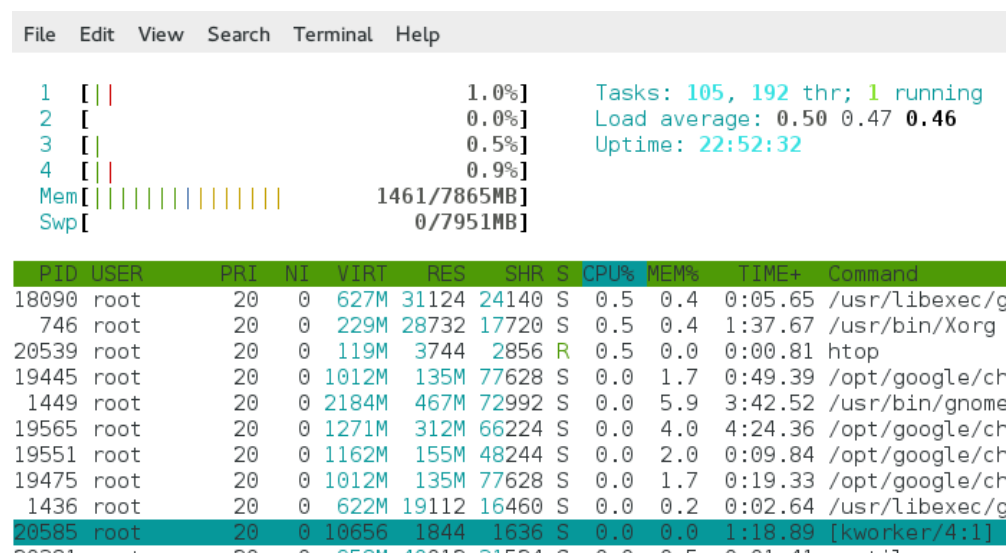 File Edit View Search Terminal Help
1 [|| 1.0%] Tasks: 105, 192 thr; 1 running
2 [ 0.0%] Load average: 0.50 0.47 0.46
3 [| 0.5%] Uptime: 22:52:32
4 [|| 0.9%]
Mem[||||||||||||||| 1461/7865MB]
Swp[ 0/7951MB]
PID USER PRI NI VIRT RES SHR S CPU% MEM% TIME+ Command
18090 root 20 0 627M 31124 24140 S 0.5 0.4 0:05.65 /usr/libexec/g
746 root 20 0 229M 28732 17720 S 0.5 0.4 1:37.67 /usr/bin/Xorg
20539 root 20 0 119M 3744 2856 R 0.5 0.0 0:00.81 htop
19445 root 20 0 1012M 135M 77628 S 0.0 1.7 0:49.39 /opt/google/ch
1449 root 20 0 2184M 467M 72992 S 0.0 5.9 3:42.52 /usr/bin/gnome
19565 root 20 0 1271M 312M 66224 S 0.0 4.0 4:24.36 /opt/google/ch
19551 root 20 0 1162M 155M 48244 S 0.0 2.0 0:09.84 /opt/google/ch
19475 root 20 0 1012M 135M 77628 S 0.0 1.7 0:19.33 /opt/google/ch
1436 root 20 0 622M 19112 16460 S 0.0 0.2 0:02.64 /usr/libexec/g
20585 root 20 0 10656 1844 1636 S 0.0 0.0 1:18.89 [kworker/4:1]